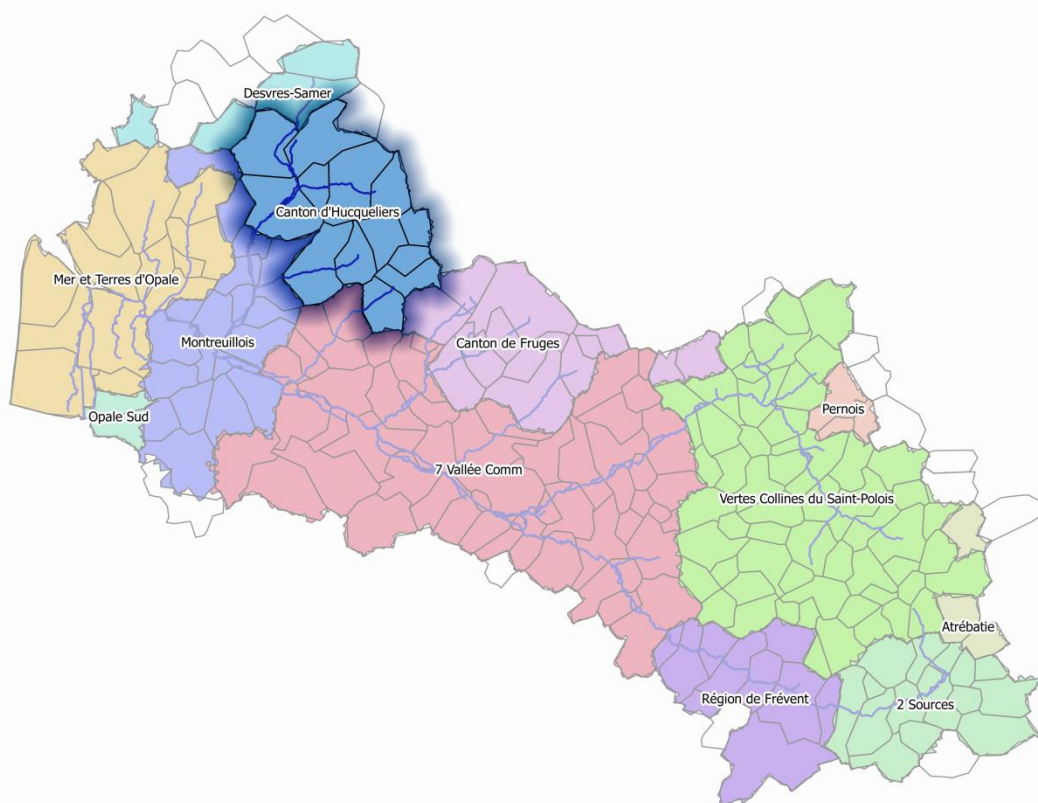 Desvres-Samer
Canton d'Hucqueliers
Mer et Terres d'Opale
Montreuillois
Canton de Fruges
Opale Sud
Pernois
7 Vallée Comm
Vertes Collines du Saint-Polois
Atrébatie
Région de Frévent
2 Sources